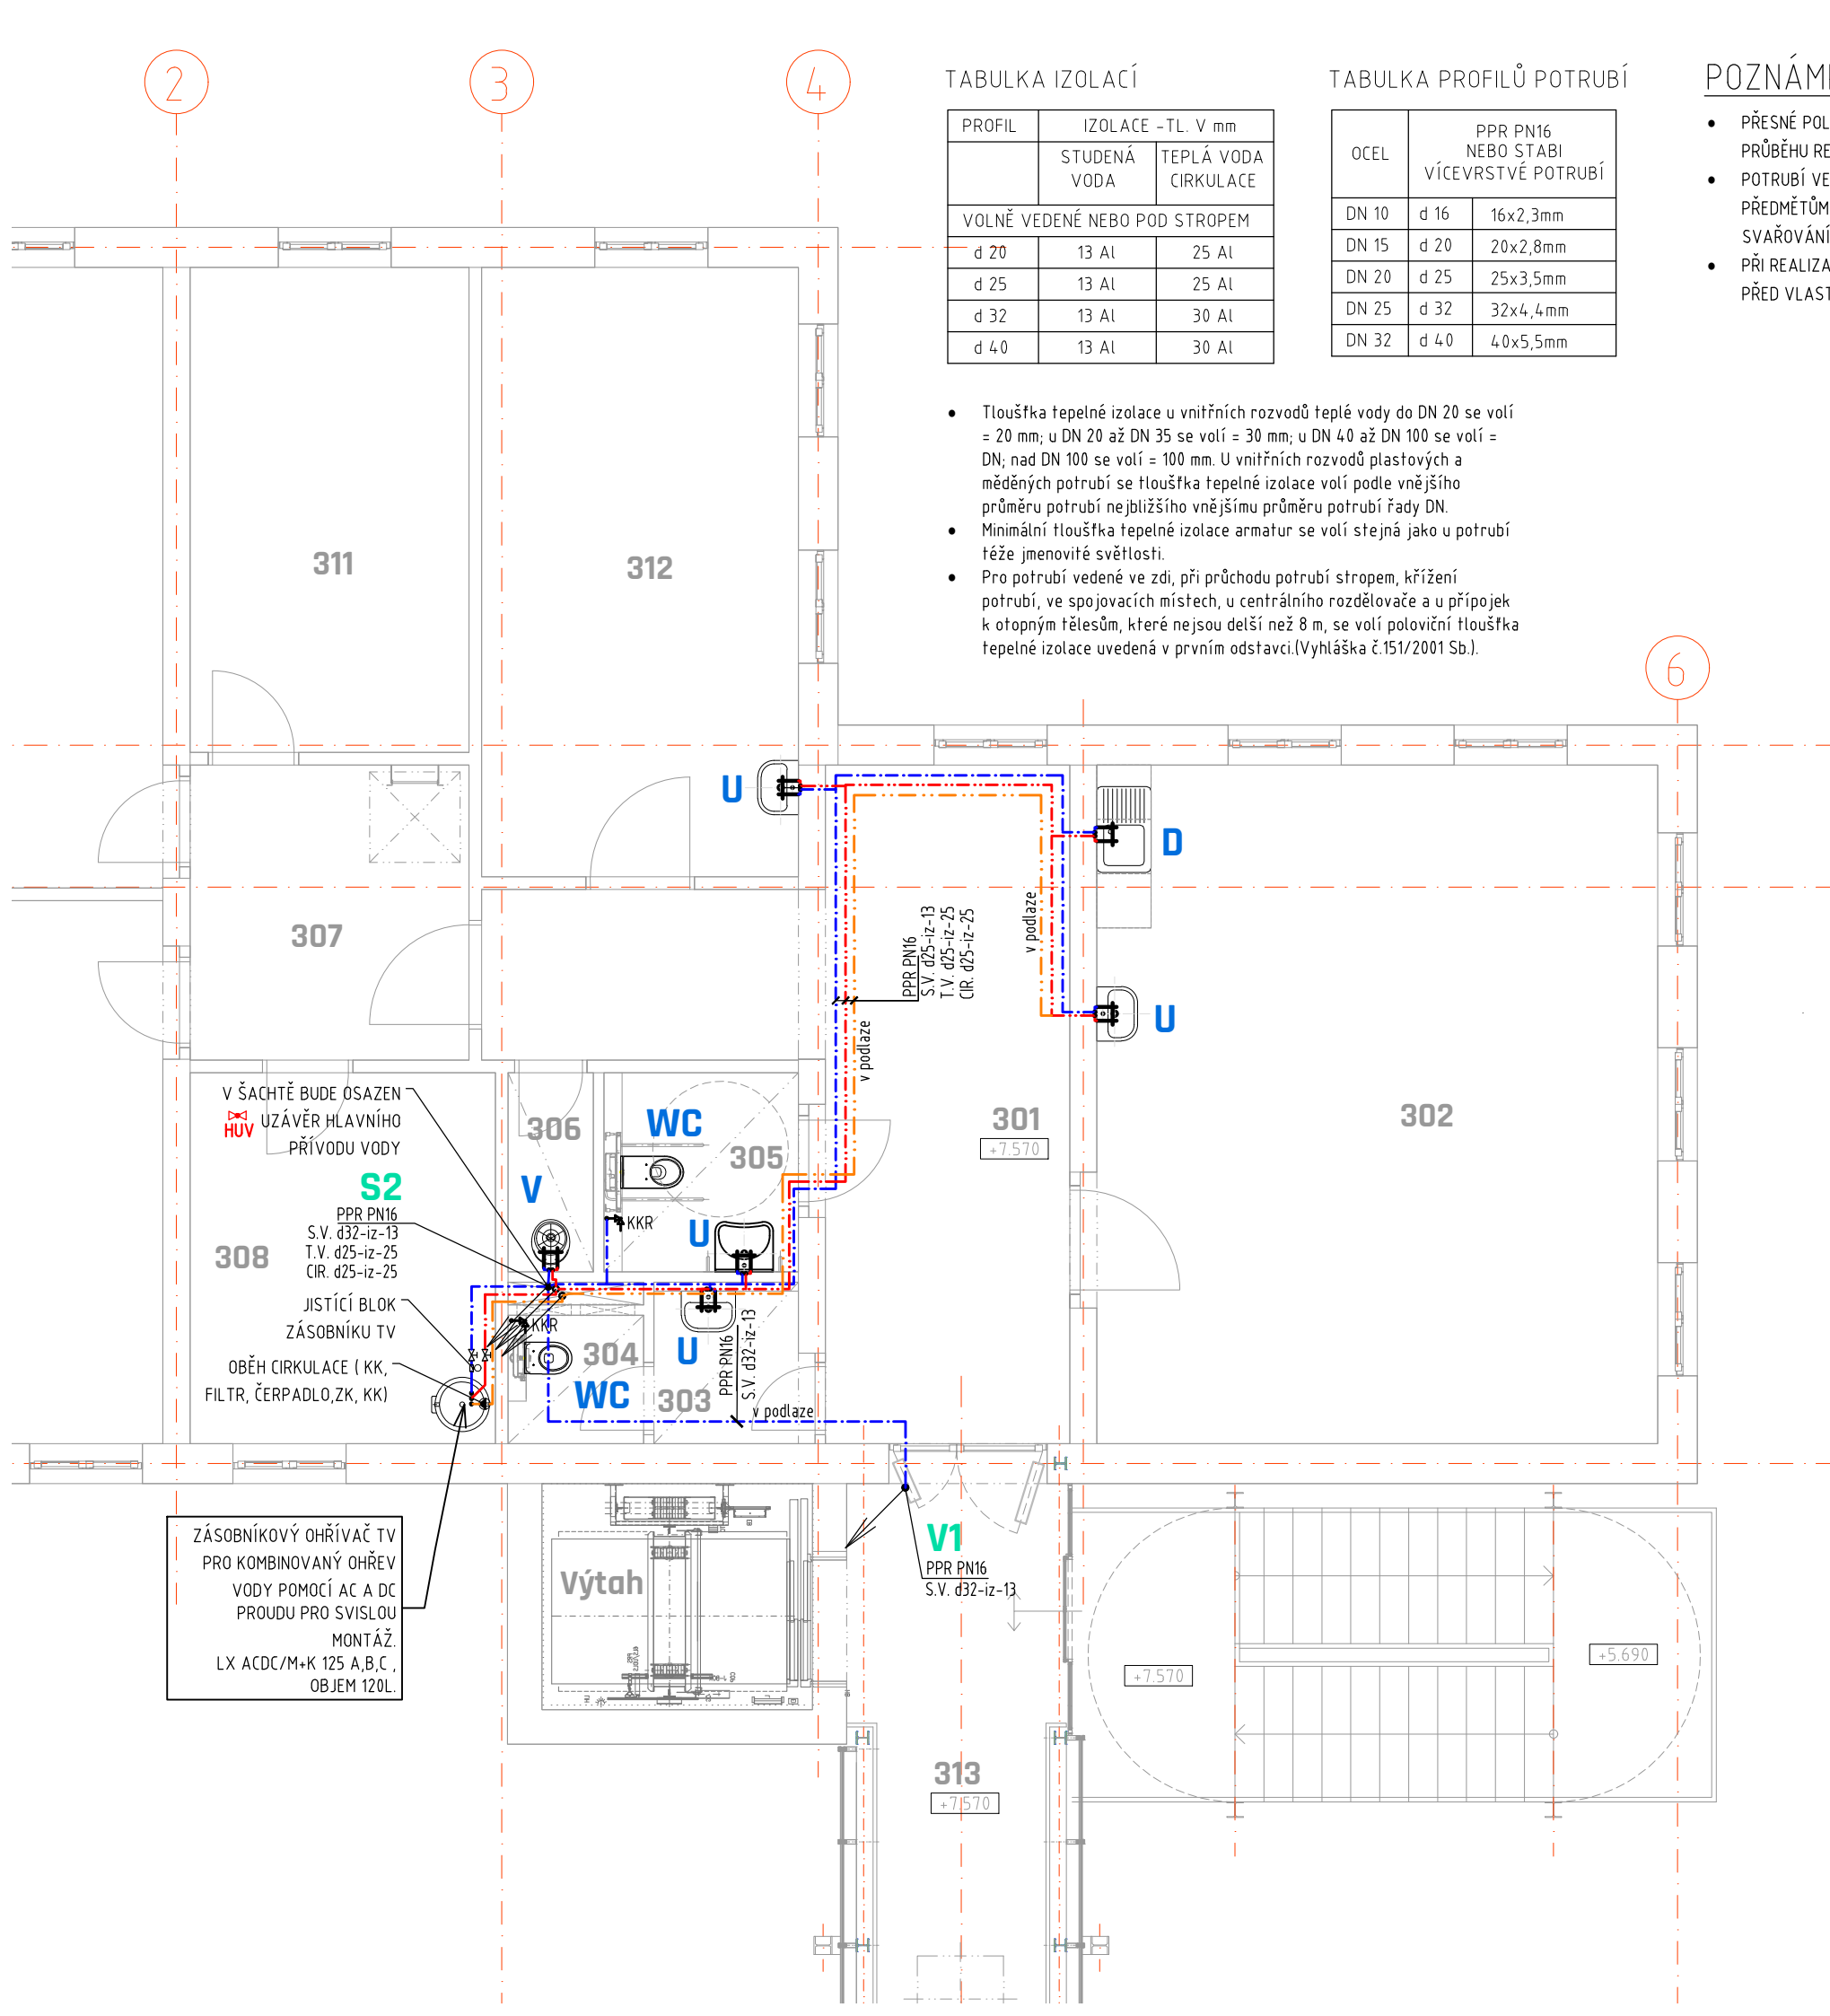 2
3
4
6
TABULKA IZOLACÍ
PROFIL
IZOLACE -TL. V mm
STUDENÁ
VODA
TEPLÁ VODA
CIRKULACE
VOLNĚ VEDENÉ NEBO POD STROPEM
d 20 13 Al 25 Al
d 25 13 Al 25 Al
d 32 13 Al 30 Al
d 40 13 Al 30 Al
TABULKA PROFILŮ POTRUBÍ
OCEL
PPR PN16
NEBO STABI
VÍCEVRSTVÉ POTRUBÍ
DN 10 d 16 16x2,3mm
DN 15 d 20 20x2,8mm
DN 20 d 25 25x3,5mm
DN 25 d 32 32x4,4mm
DN 32 d 40 40x5,5mm
POZNÁM
• PŘESNÉ POL
PRŮBĚHU RE
• POTRUBÍ VE
PŘEDMĚTŮM
SVAŘOVÁNÍ
• PŘI REALIZA
PŘED VLAST
• Tloušťka tepelné izolace u vnitřních rozvodů teplé vody do DN 20 se volí
= 20 mm; u DN 20 až DN 35 se volí = 30 mm; u DN 40 až DN 100 se volí =
DN; nad DN 100 se volí = 100 mm. U vnitřních rozvodů plastových a
měděných potrubí se tloušťka tepelné izolace volí podle vnějšího
průměru potrubí nejbližšího vnějšímu průměru potrubí řady DN.
• Minimální tloušťka tepelné izolace armatur se volí stejná jako u potrubí
téže jmenovité světlosti.
• Pro potrubí vedené ve zdi, při průchodu potrubí stropem, křížení
potrubí, ve spojovacích místech, u centrálního rozdělovače a u přípojek
k otopným tělesům, které nejsou delší než 8 m, se volí poloviční tloušťka
tepelné izolace uvedená v prvním odstavci.(Vyhláška č.151/2001 Sb.).
311
312
U
D
307
PPR PN16
S.V. d25-iz-13
T.V. d25-iz-25
CIR. d25-iz-25
v podlaze
v podlaze
U
V ŠACHTĚ BUDE OSAZEN
HUV UZÁVĚR HLAVNÍHO
PŘÍVODU VODY
306
WC
305
301
+7.570
302
S2
PPR PN16
S.V. d32-iz-13
T.V. d25-iz-25
CIR. d25-iz-25
V
KKR
U
308
JISTÍCÍ BLOK
ZÁSOBNÍKU TV
KKR
304
U
OBĚH CIRKULACE ( KK,
FILTR, ČERPADLO,ZK, KK)
WC
303
PPR PN16
S.V. d32-iz-13
v podlaze
ZÁSOBNÍKOVÝ OHŘÍVAČ TV
PRO KOMBINOVANÝ OHŘEV
VODY POMOCÍ AC A DC
PROUDU PRO SVISLOU
MONTÁŽ.
LX ACDC/M+K 125 A,B,C ,
OBJEM 120L.
Výtah
V1
PPR PN16
S.V. d32-iz-13
+7.570
+5.690
313
+7.570